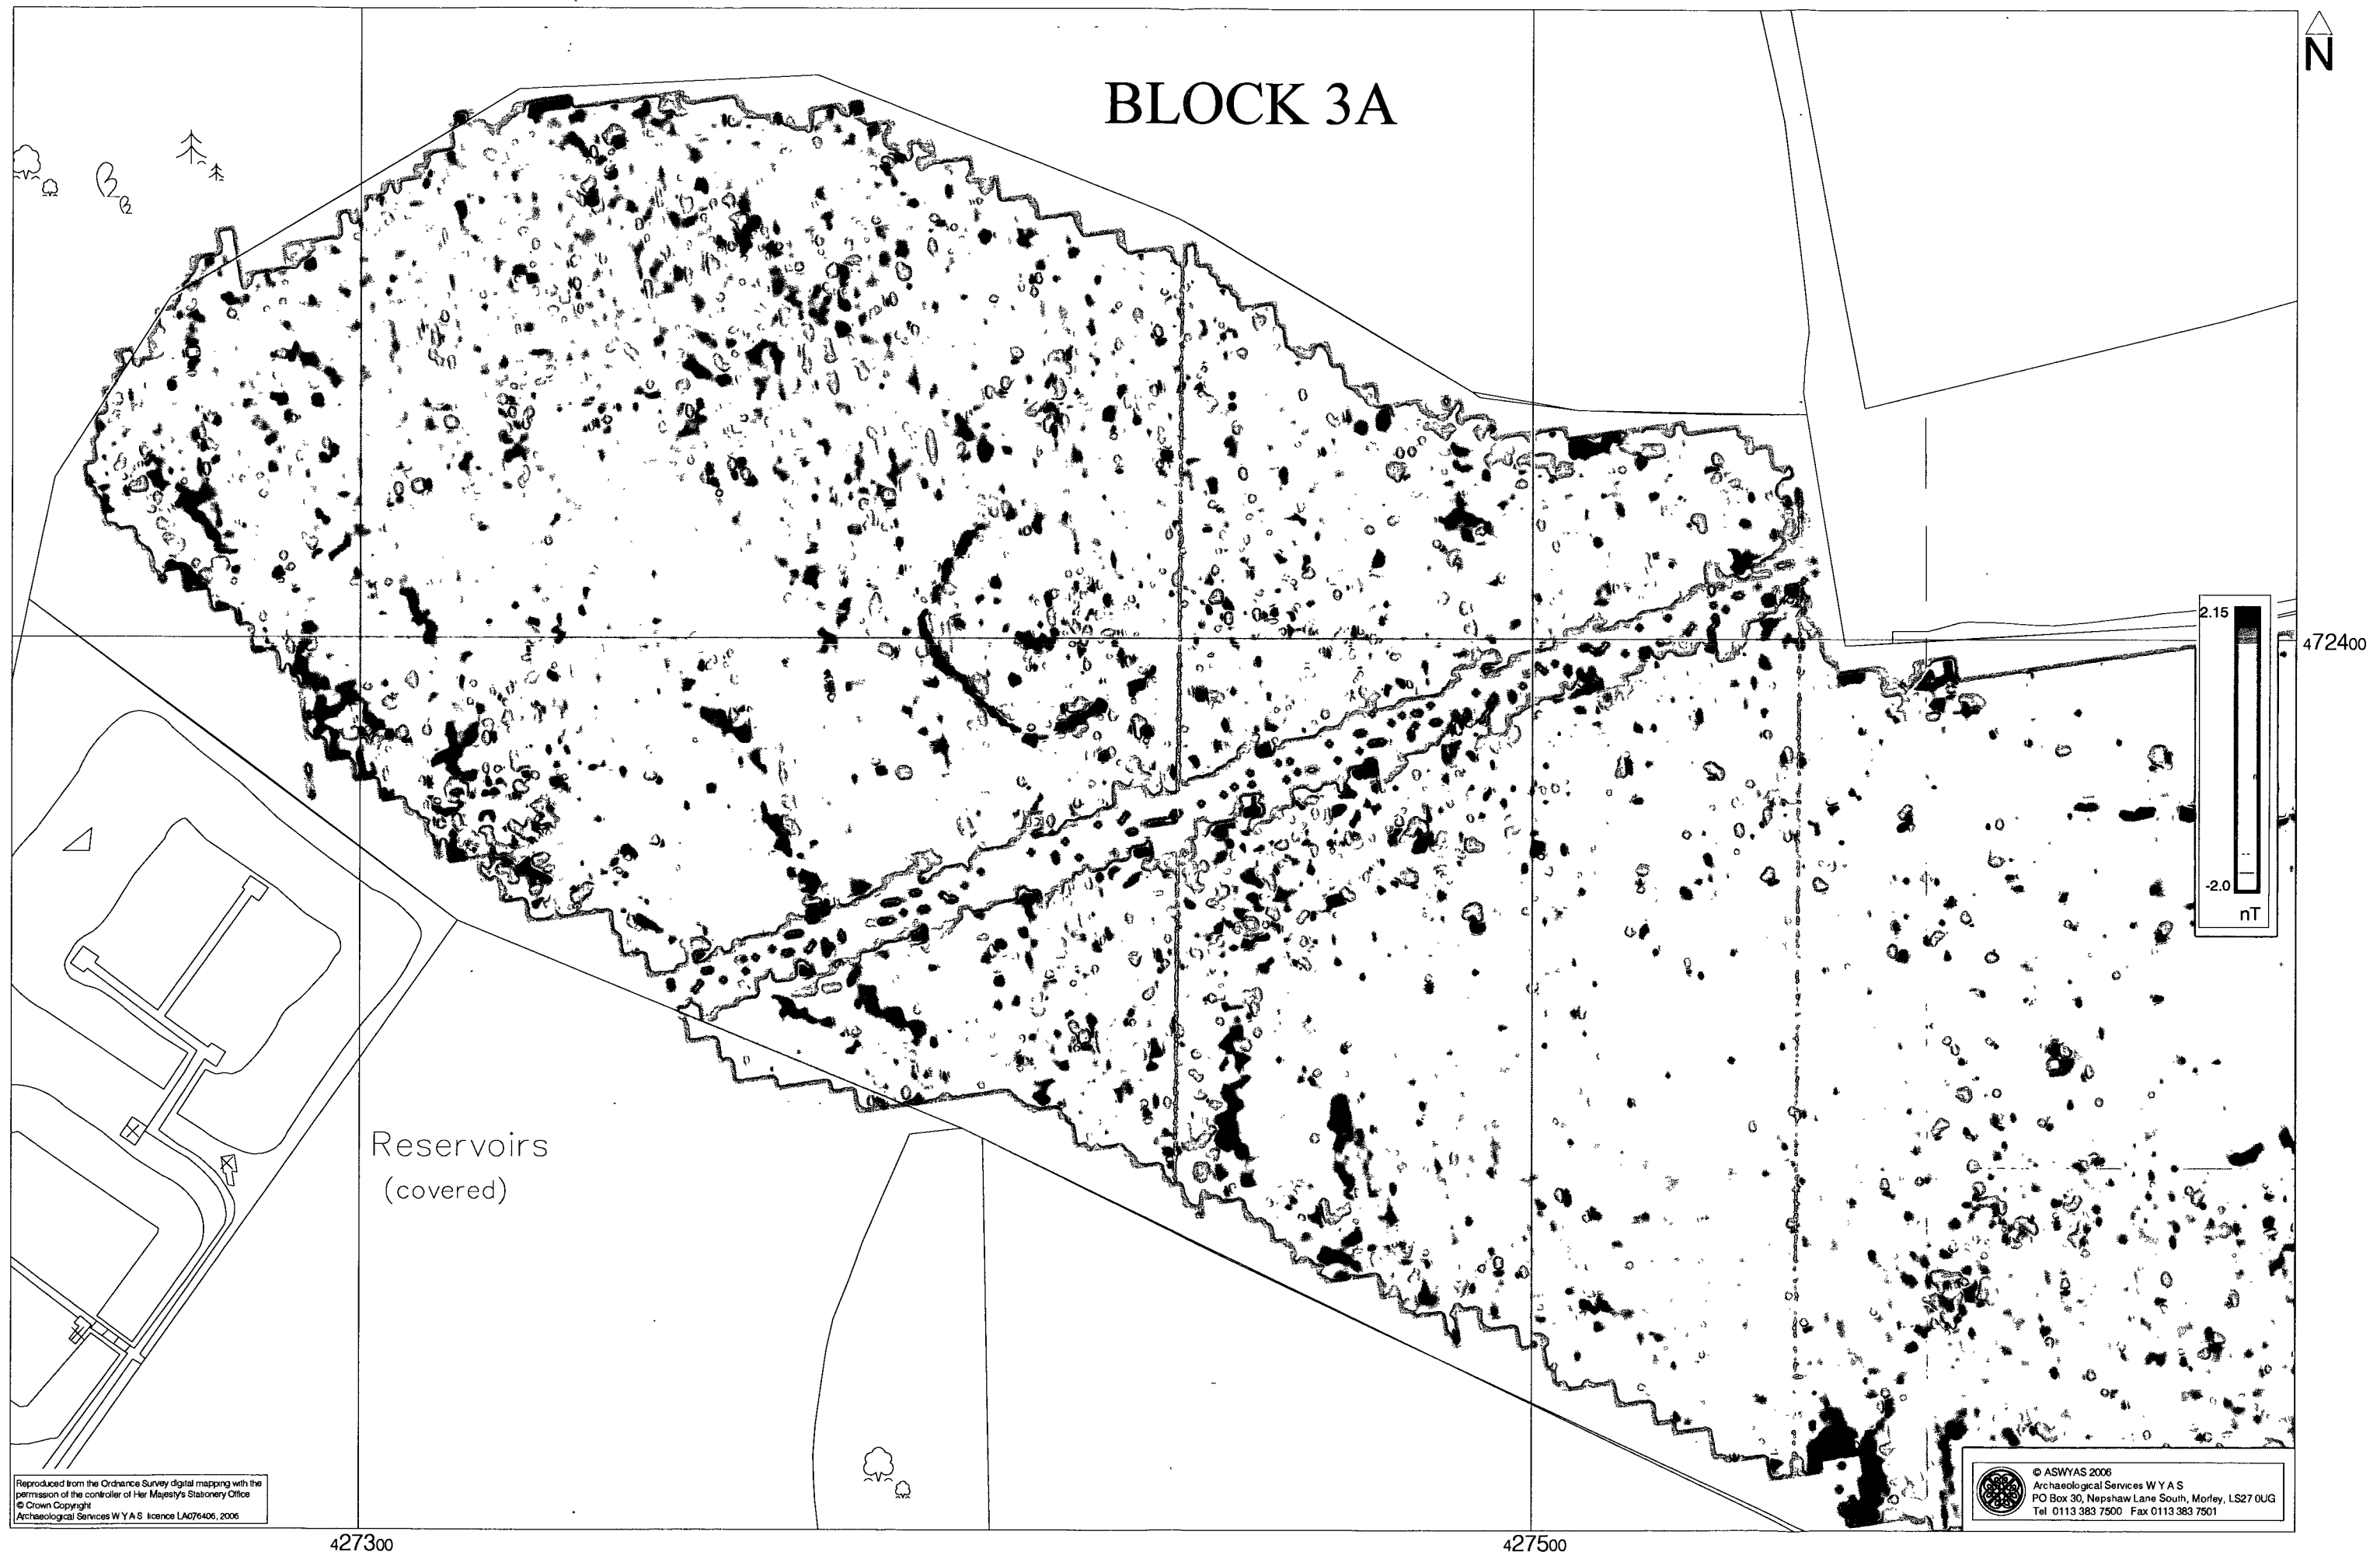 BLOCK 3A
N
2.15
472400
-2.0
nT
Reservoirs
(covered)
Reproduced from the Ordnance Survey digital mapping with the
permission of the controller of Her Majesty's Stationery Office
© Crown Copyright
Archaeological Services W Y A S licence LA076406, 2006
© ASWYAS 2006
Archaeological Services W Y A S
PO Box 30, Nepshaw Lane South, Morley, LS27 0UG
Tel 0113 383 7500 Fax 0113 383 7501
427300
427500